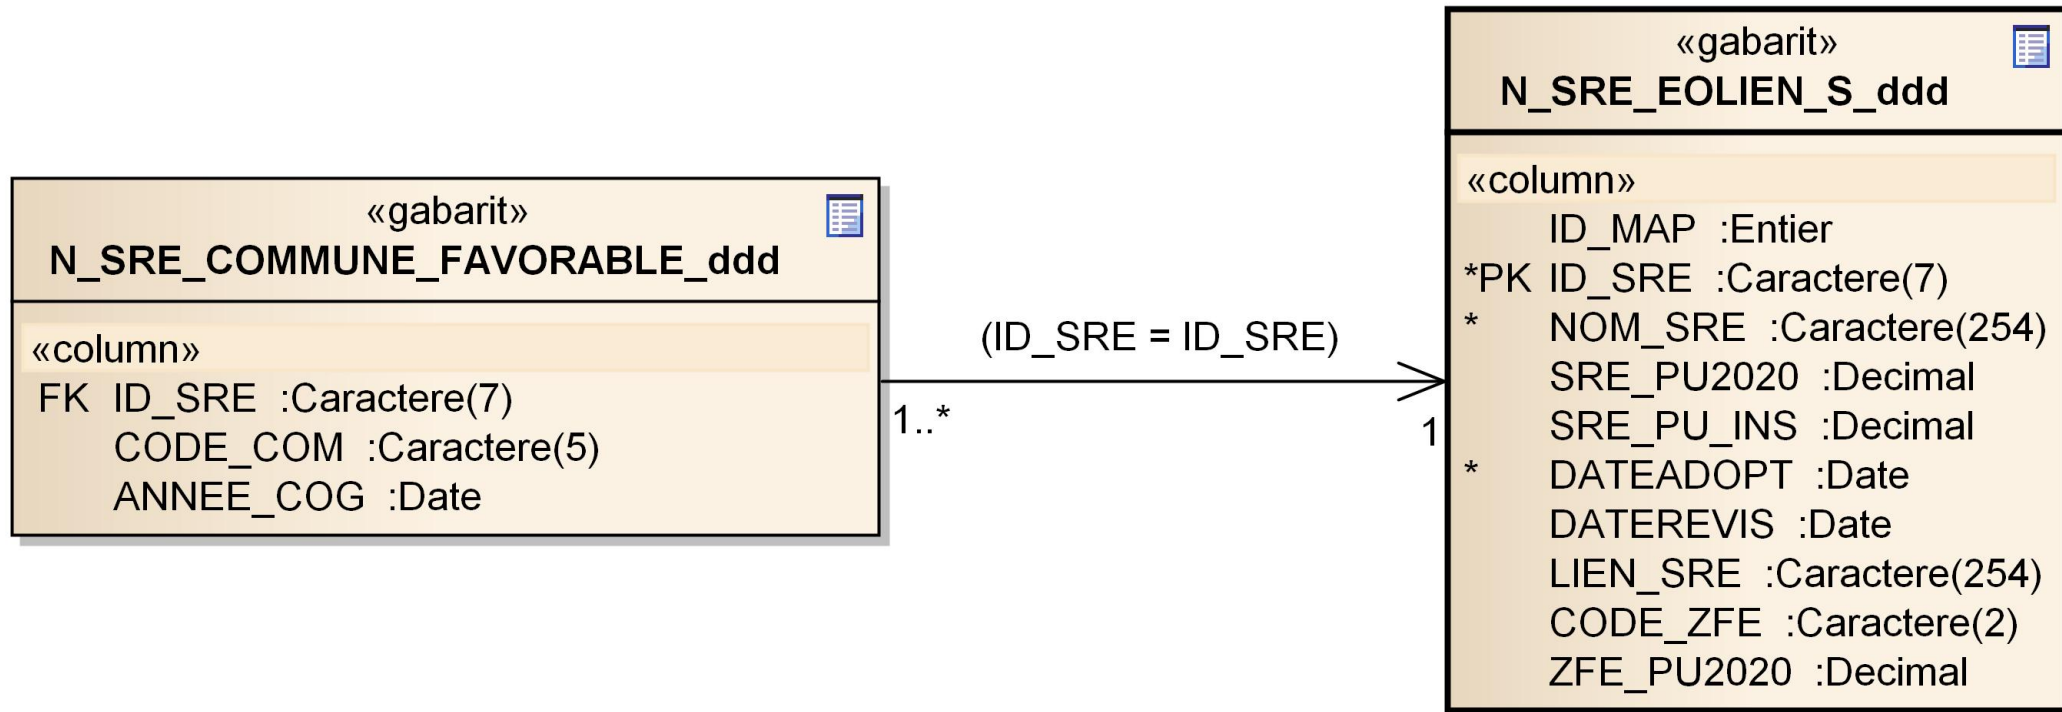 «gabarit»
N_SRE_COMMUNE_FAVORABLE_ddd
«column»
FK ID_SRE :Caractere(7)
CODE_COM :Caractere(5)
ANNEE_COG :Date
(ID_SRE = ID_SRE)
1..*
1
«gabarit»
N_SRE_EOLIEN_S_ddd
«column»
ID_MAP :Entier
*PK ID_SRE :Caractere(7)
* NOM_SRE :Caractere(254)
SRE_PU2020 :Decimal
SRE_PU_INS :Decimal
* DATEADOPT :Date
DATEREVIS :Date
LIEN_SRE :Caractere(254)
CODE_ZFE :Caractere(2)
ZFE_PU2020 :Decimal